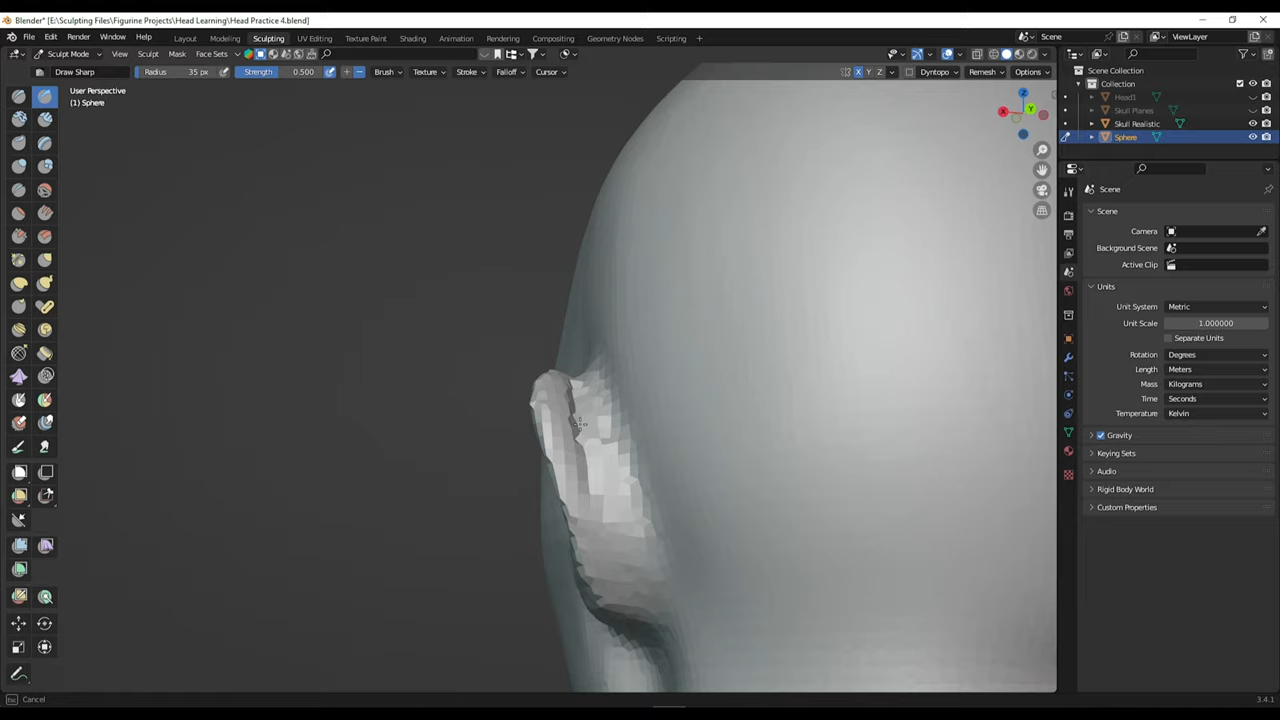 Blender* [E:\Sculpting Files\Figurine Projects\Head Learning\Head Practice 4.blend]
File Edit Render Window Help Layout Modeling Sculpting UV Editing Texture Paint Shading Animation Rendering Compositing Geometry Nodes Scripting Scene ViewLayer
Sculpt Mode View Sculpt Mask Face Sets
Draw Sharp Radius 35 px Strength 0.500 Brush Texture Stroke Falloff Cursor X Y Z Dyntopo Remesh Options
User Perspective
(1) Sphere
Z
Y
X
Scene Collection
Collection
Head1
Skull Planes
Skull Realistic
Sphere
Scene
Scene
Camera
Background Scene
Active Clip
Units
Unit System Metric
Unit Scale 1.000000
Separate Units
Rotation Degrees
Length Meters
Mass Kilograms
Time Seconds
Temperature Kelvin
Gravity
Keying Sets
Audio
Rigid Body World
Custom Properties
Esc Cancel 3.4.1